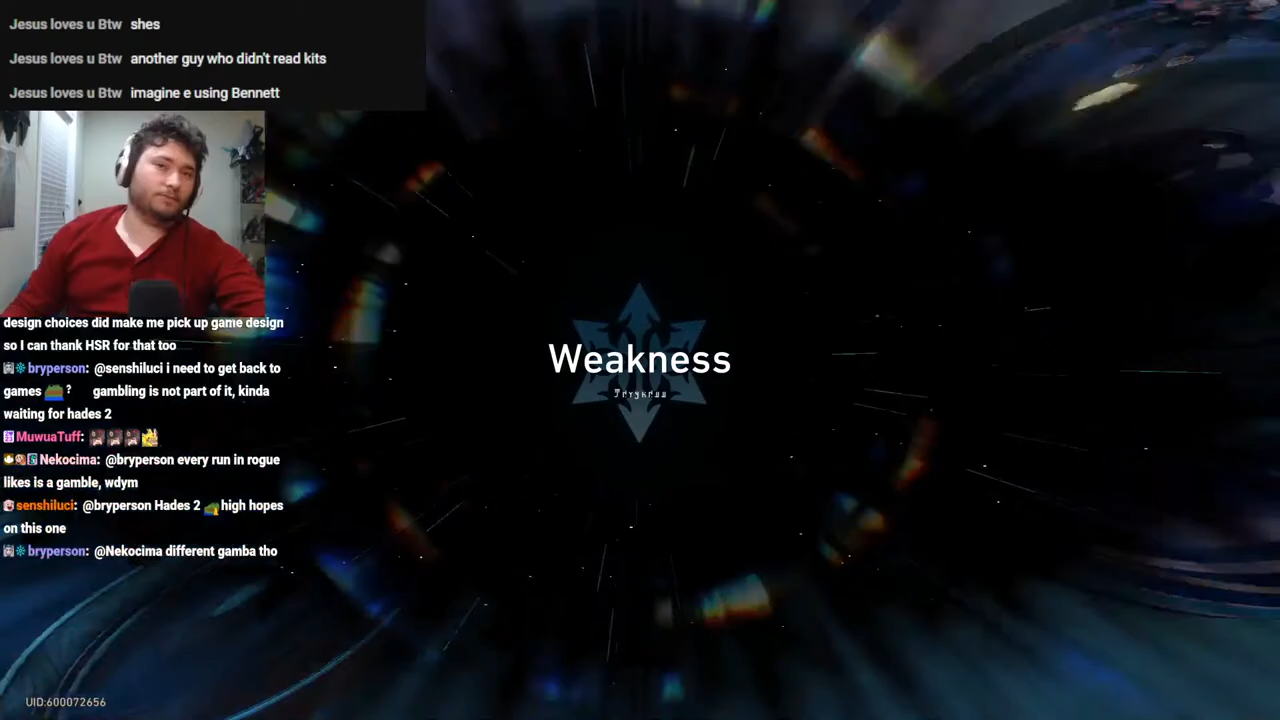 Jesus loves u Btw shes
Jesus loves u Btw another guy who didn't read kits
Jesus loves u Btw imagine e using Bennett
design choices did make me pick up game design
so I can thank HSR for that too
bryperson: @senshiluci i need to get back to
games ? gambling is not part of it, kinda
waiting for hades 2
MuwuaTuff:
Nekocima: @bryperson every run in rogue
likes is a gamble, wdym
senshiluci: @bryperson Hades 2 high hopes
on this one
bryperson: @Nekocima different gamba tho
Weakness
UID:600072656